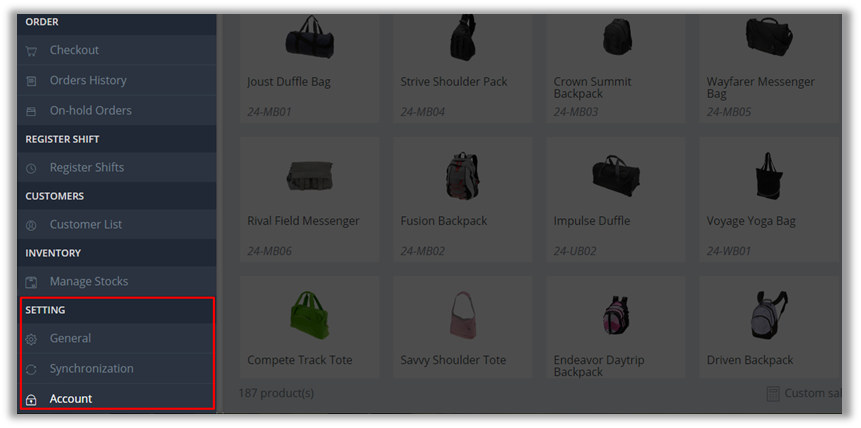 ORDER
Checkout
Orders History
On-hold Orders
REGISTER SHIFT
Register Shifts
CUSTOMERS
Customer List
INVENTORY
Manage Stocks
SETTING
General
Synchronization
Account
Joust Duffle Bag
24-MB01
Strive Shoulder Pack
24-MB04
Crown Summit
Backpack
24-MB03
Wayfarer Messenger
Bag
24-MB05
Rival Field Messenger
24-MB06
Fusion Backpack
24-MB02
Impulse Duffle
24-UB02
Voyage Yoga Bag
24-WB01
Compete Track Tote
Savvy Shoulder Tote
Endeavor Daytrip
Backpack
Driven Backpack
187 product(s)
Custom sal